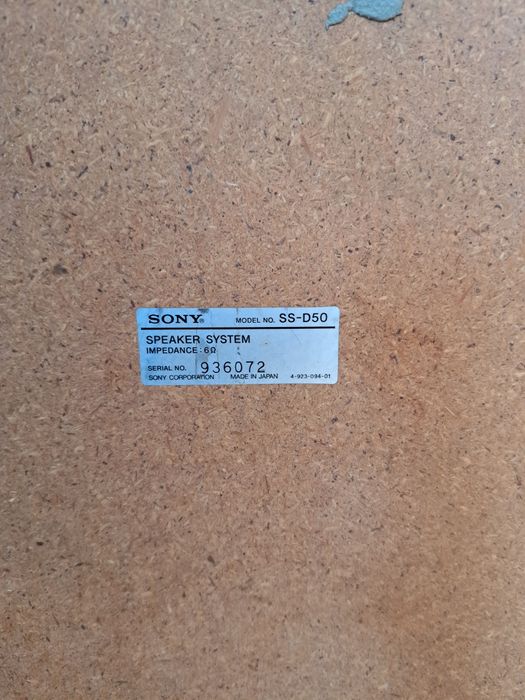 SONY® MODEL NO. SS-D50
SPEAKER SYSTEM
IMPEDANCE : 6Ω
SERIAL NO. 936072
SONY CORPORATION MADE IN JAPAN 4-923-094-01